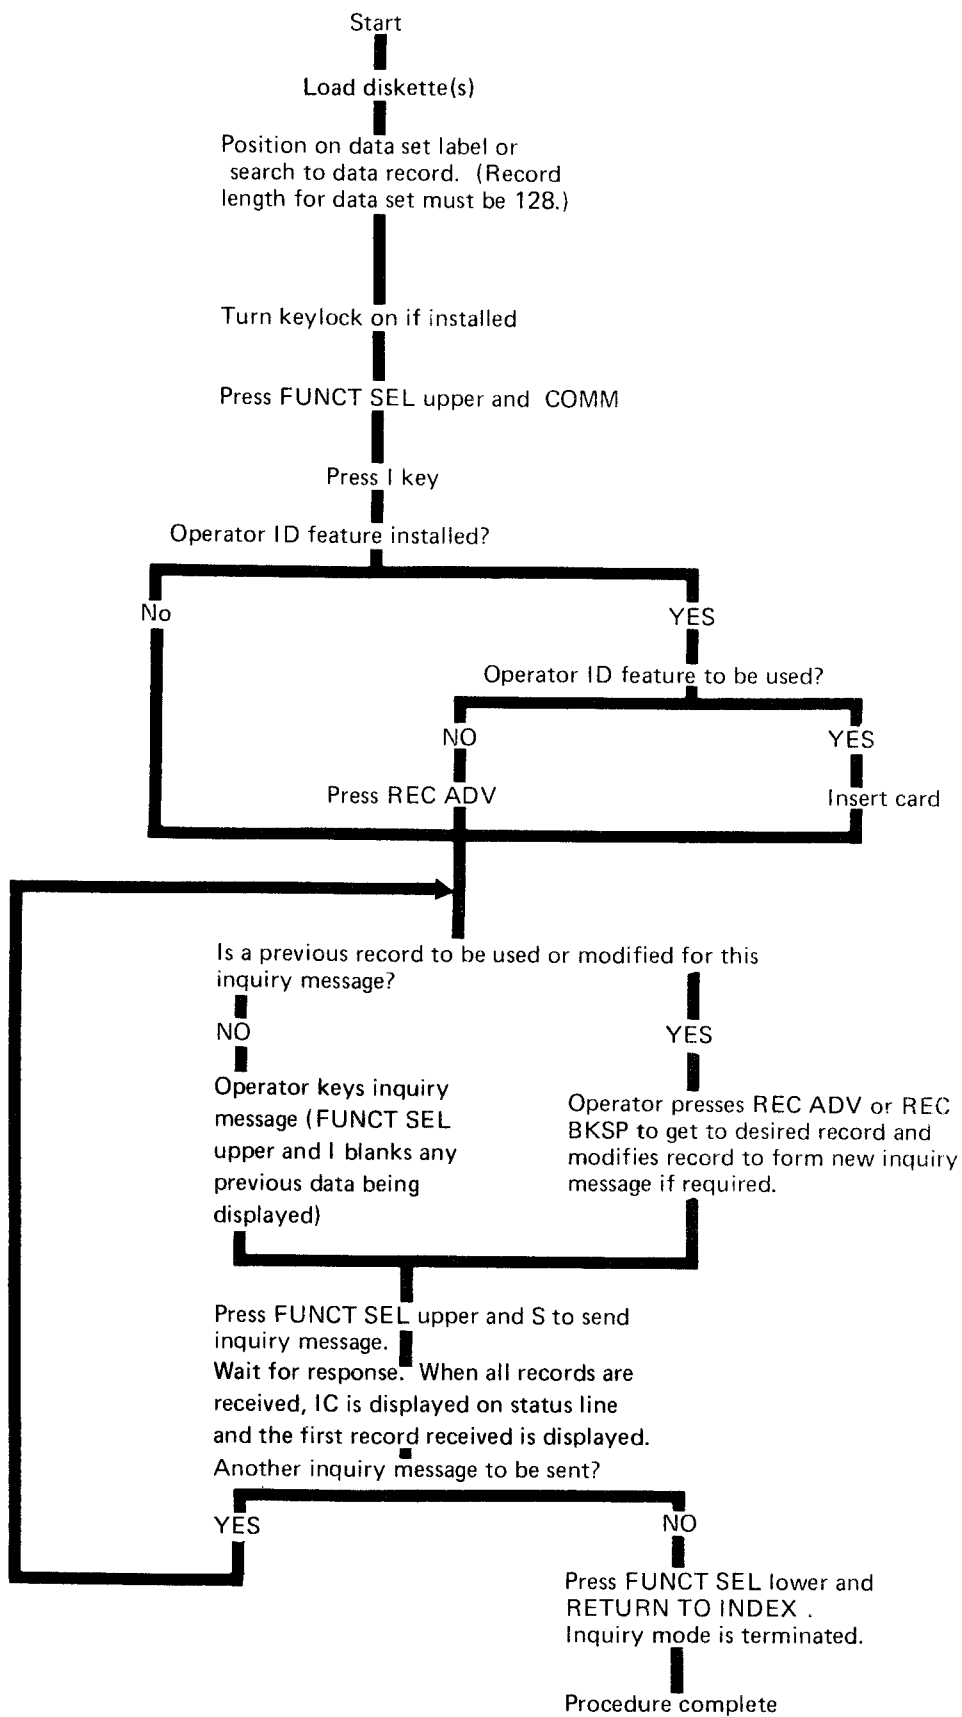 Start
Load diskette(s)
Position on data set label or
search to data record. (Record
length for data set must be 128.)
Turn keylock on if installed
Press FUNCT SEL upper and COMM
Press I key
Operator ID feature installed?
No
YES
Operator ID feature to be used?
NO
YES
Press REC ADV
Insert card
Is a previous record to be used or modified for this
inquiry message?
NO
YES
Operator keys inquiry
message (FUNCT SEL
upper and I blanks any
previous data being
displayed)
Operator presses REC ADV or REC
BKSP to get to desired record and
modifies record to form new inquiry
message if required.
Press FUNCT SEL upper and S to send
inquiry message.
Wait for response. When all records are
received, IC is displayed on status line
and the first record received is displayed.
Another inquiry message to be sent?
YES
NO
Press FUNCT SEL lower and
RETURN TO INDEX .
Inquiry mode is terminated.
Procedure complete